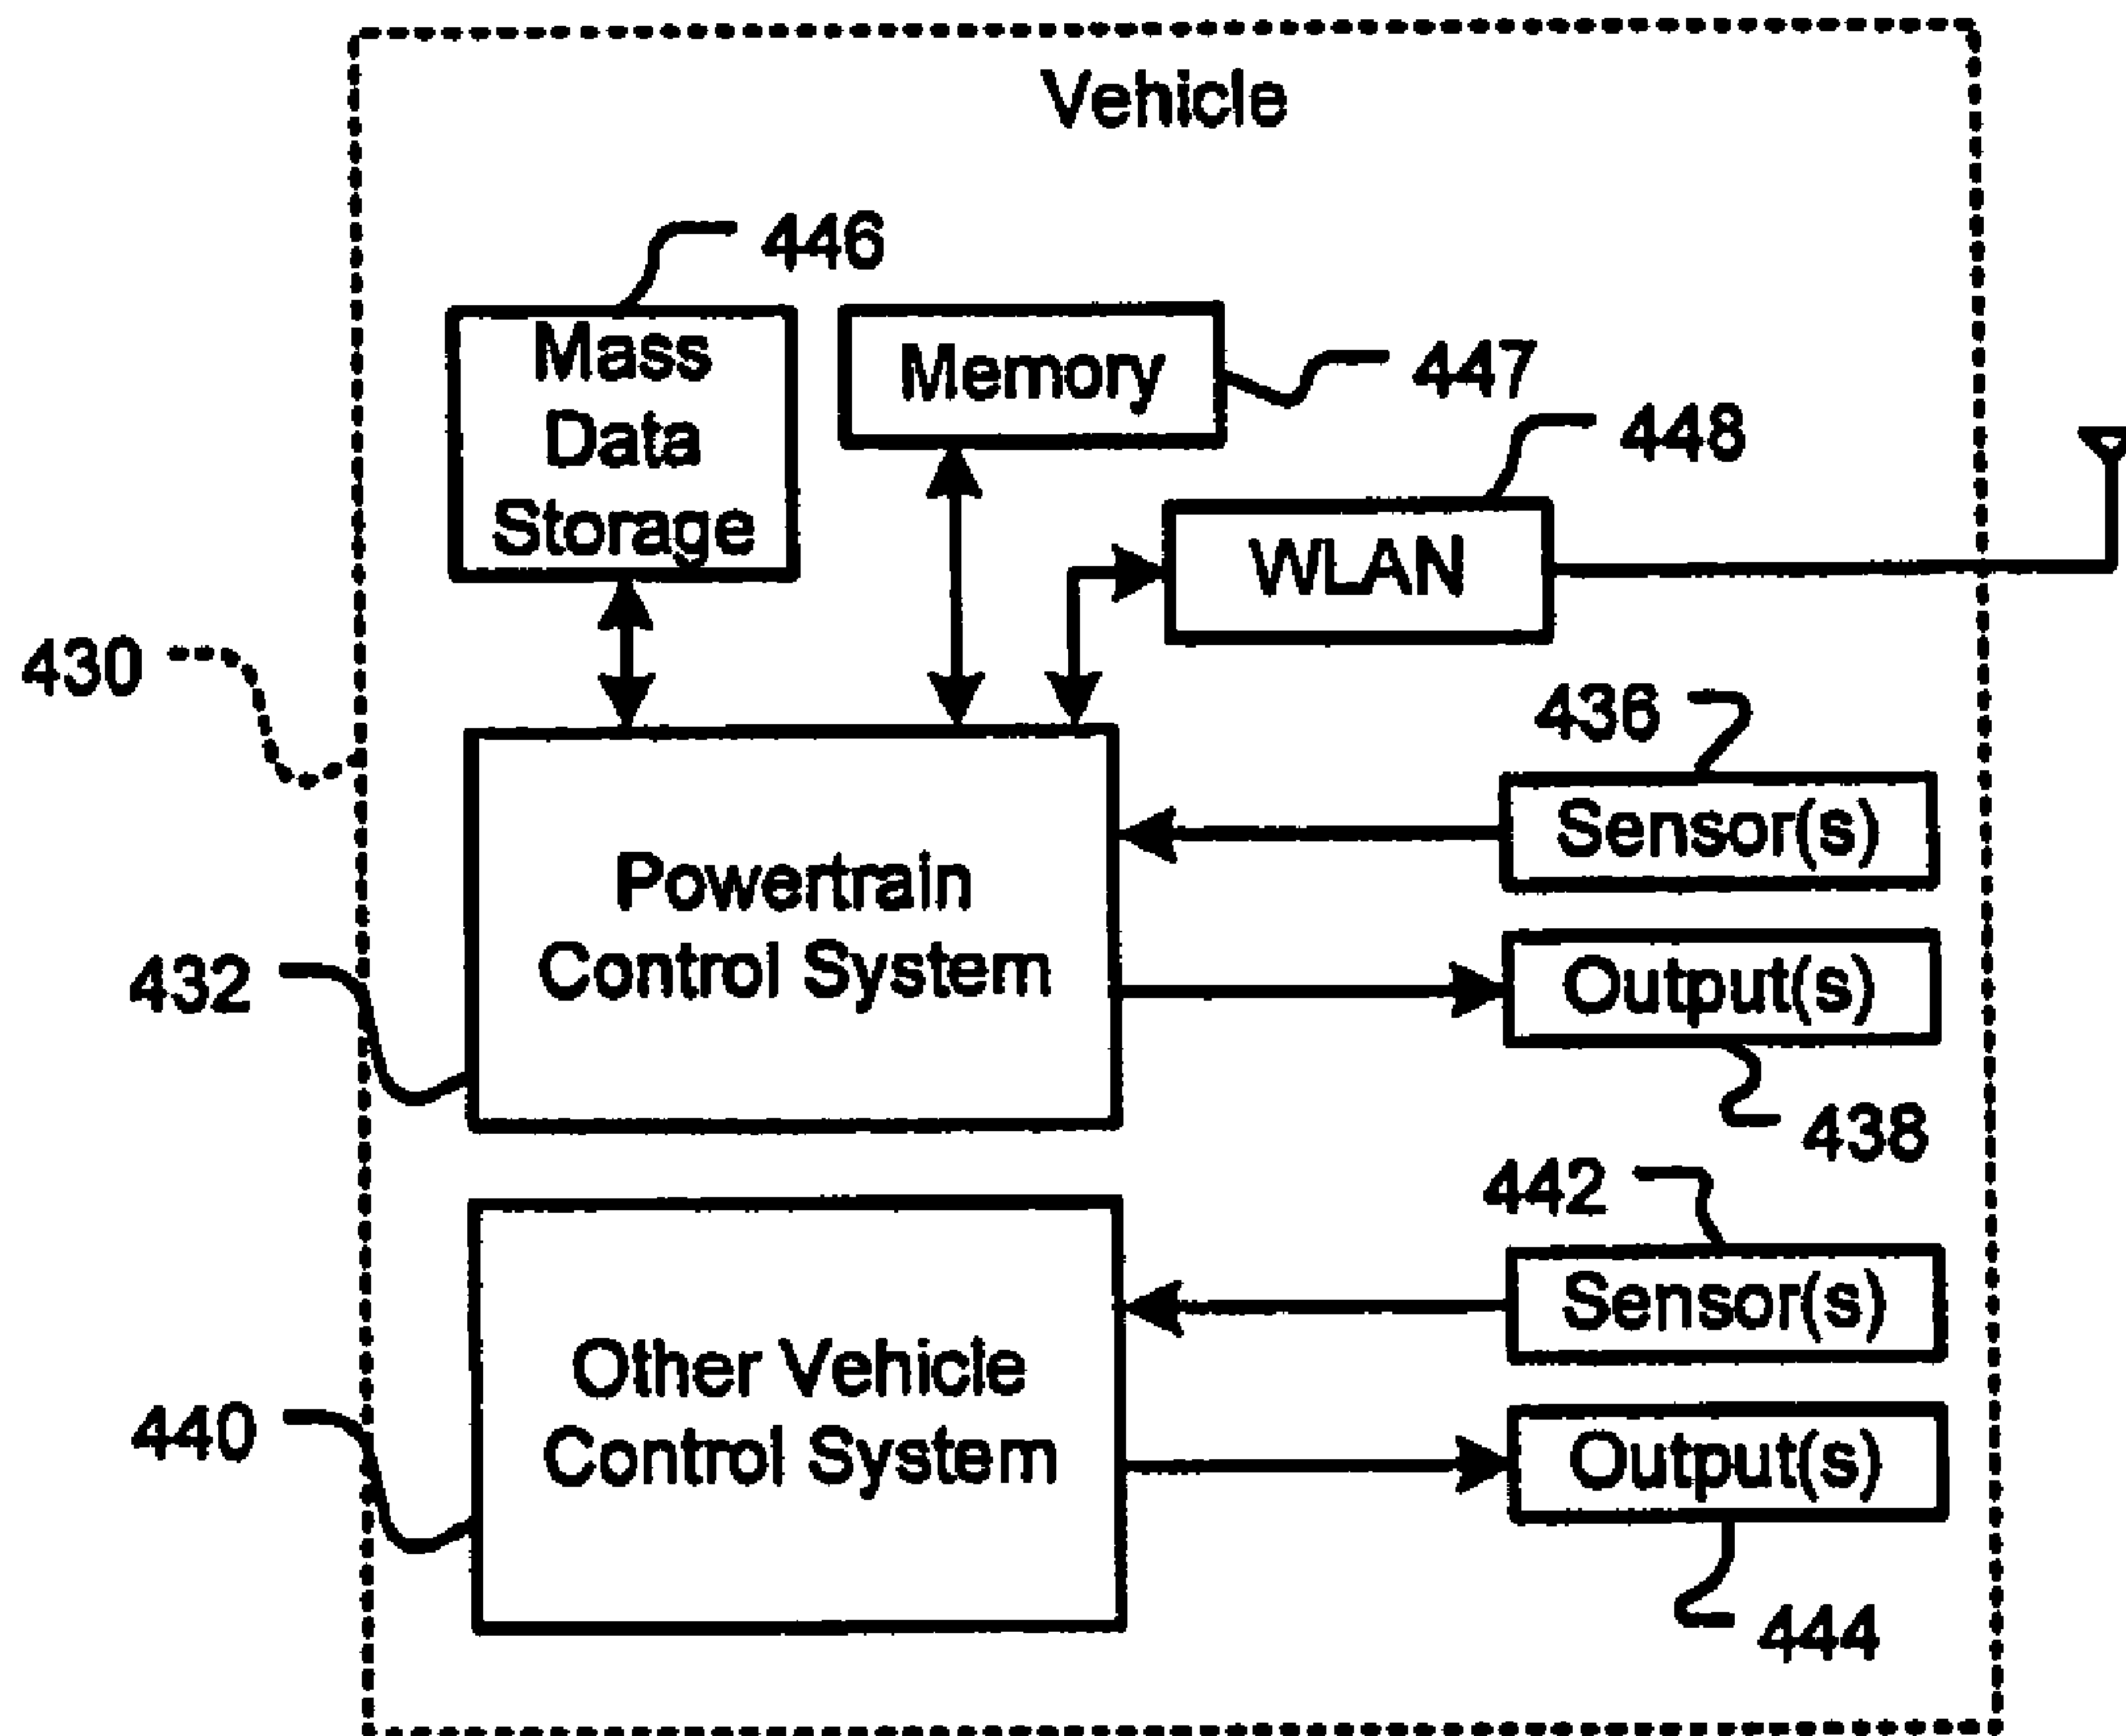 Vehicle
446
Mass
Data
Storage
Memory
447
448
WLAN
430
436
Sensor(s)
Powertrain
Control System
432
Output(s)
438
442
Sensor(s)
Other Vehicle
Control System
440
Output(s)
444